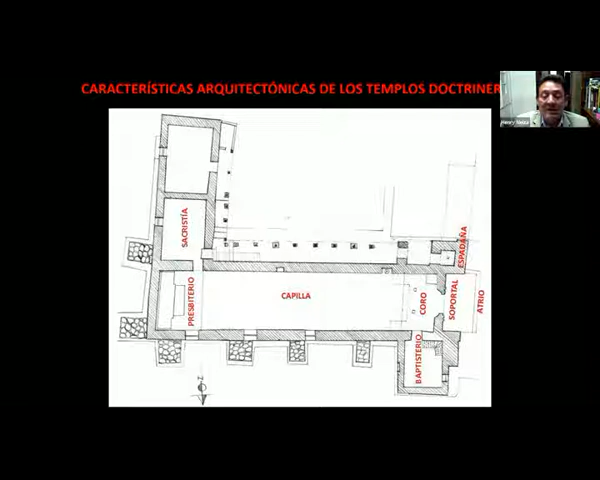 CARACTERÍSTICAS ARQUITECTÓNICAS DE LOS TEMPLOS DOCTRINER
SACRISTÍA
ESPADAÑA
PRESBITERIO
CAPILLA
CORO
SOPORTAL
ATRIO
BAPTISTERIO